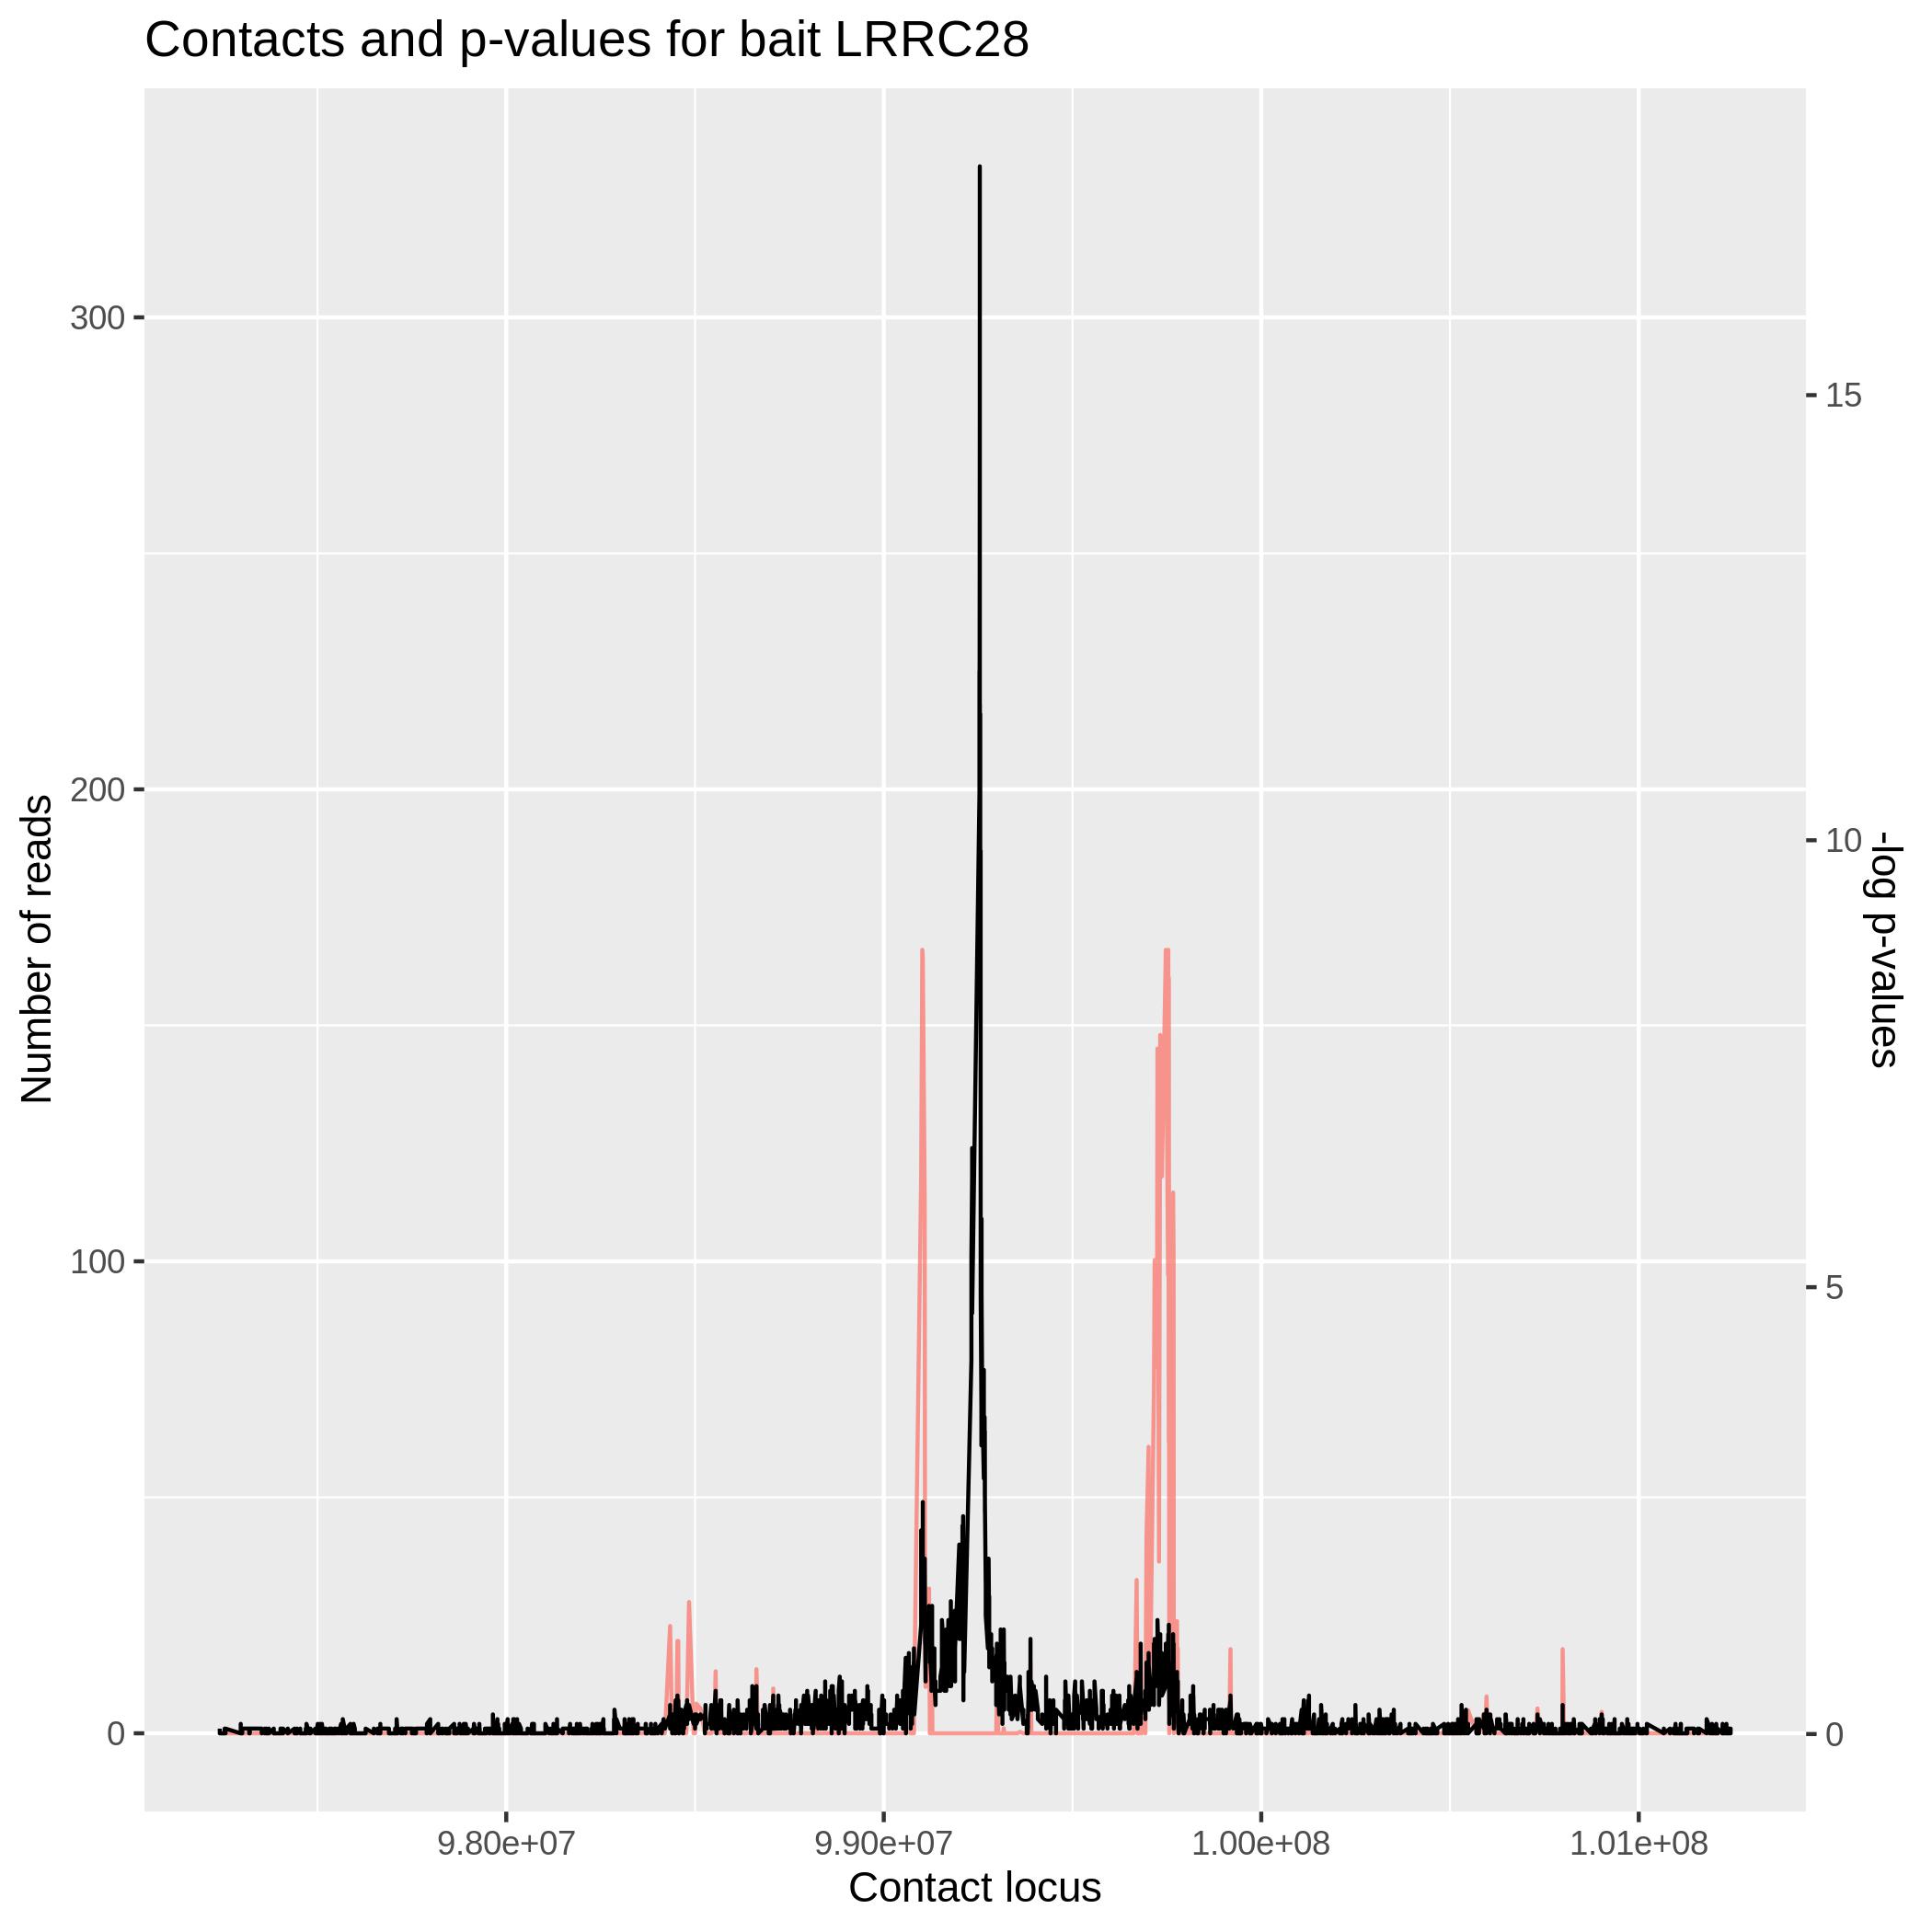 Contacts and p-values for bait LRRC28
Number of reads
300
200
100
0
15
10
5
0
-log p-values
9.80e+07
9.90e+07
1.00e+08
1.01e+08
Contact locus